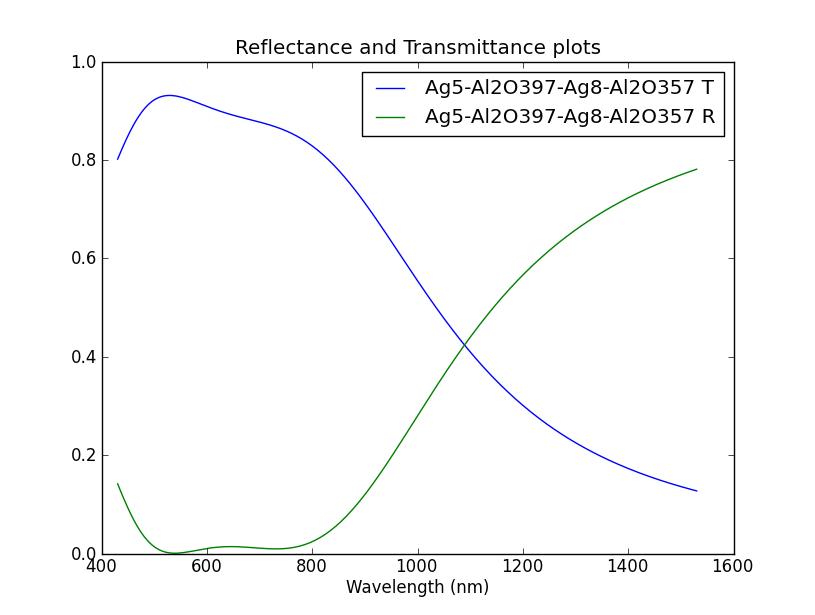 Reflectance and Transmittance plots
Ag5-Al2O397-Ag8-Al2O357 T
Ag5-Al2O397-Ag8-Al2O357 R
1.0
0.8
0.6
0.4
0.2
0.0
400 600 800 1000 1200 1400 1600
Wavelength (nm)